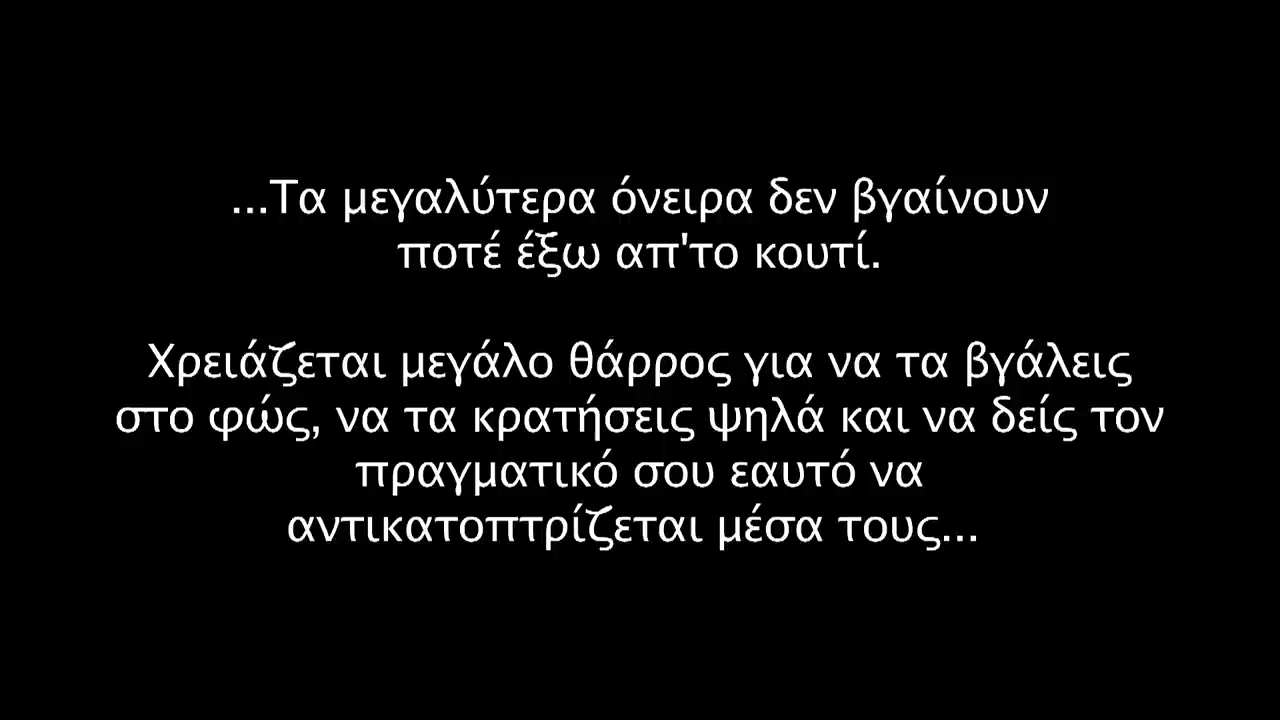 ...Τα μεγαλύτερα όνειρα δεν βγαίνουν
ποτέ έξω απ'το κουτί.
Χρειάζεται μεγάλο θάρρος για να τα βγάλεις
στο φώς, να τα κρατήσεις ψηλά και να δείς τον
πραγματικό σου εαυτό να
αντικατοπτρίζεται μέσα τους...